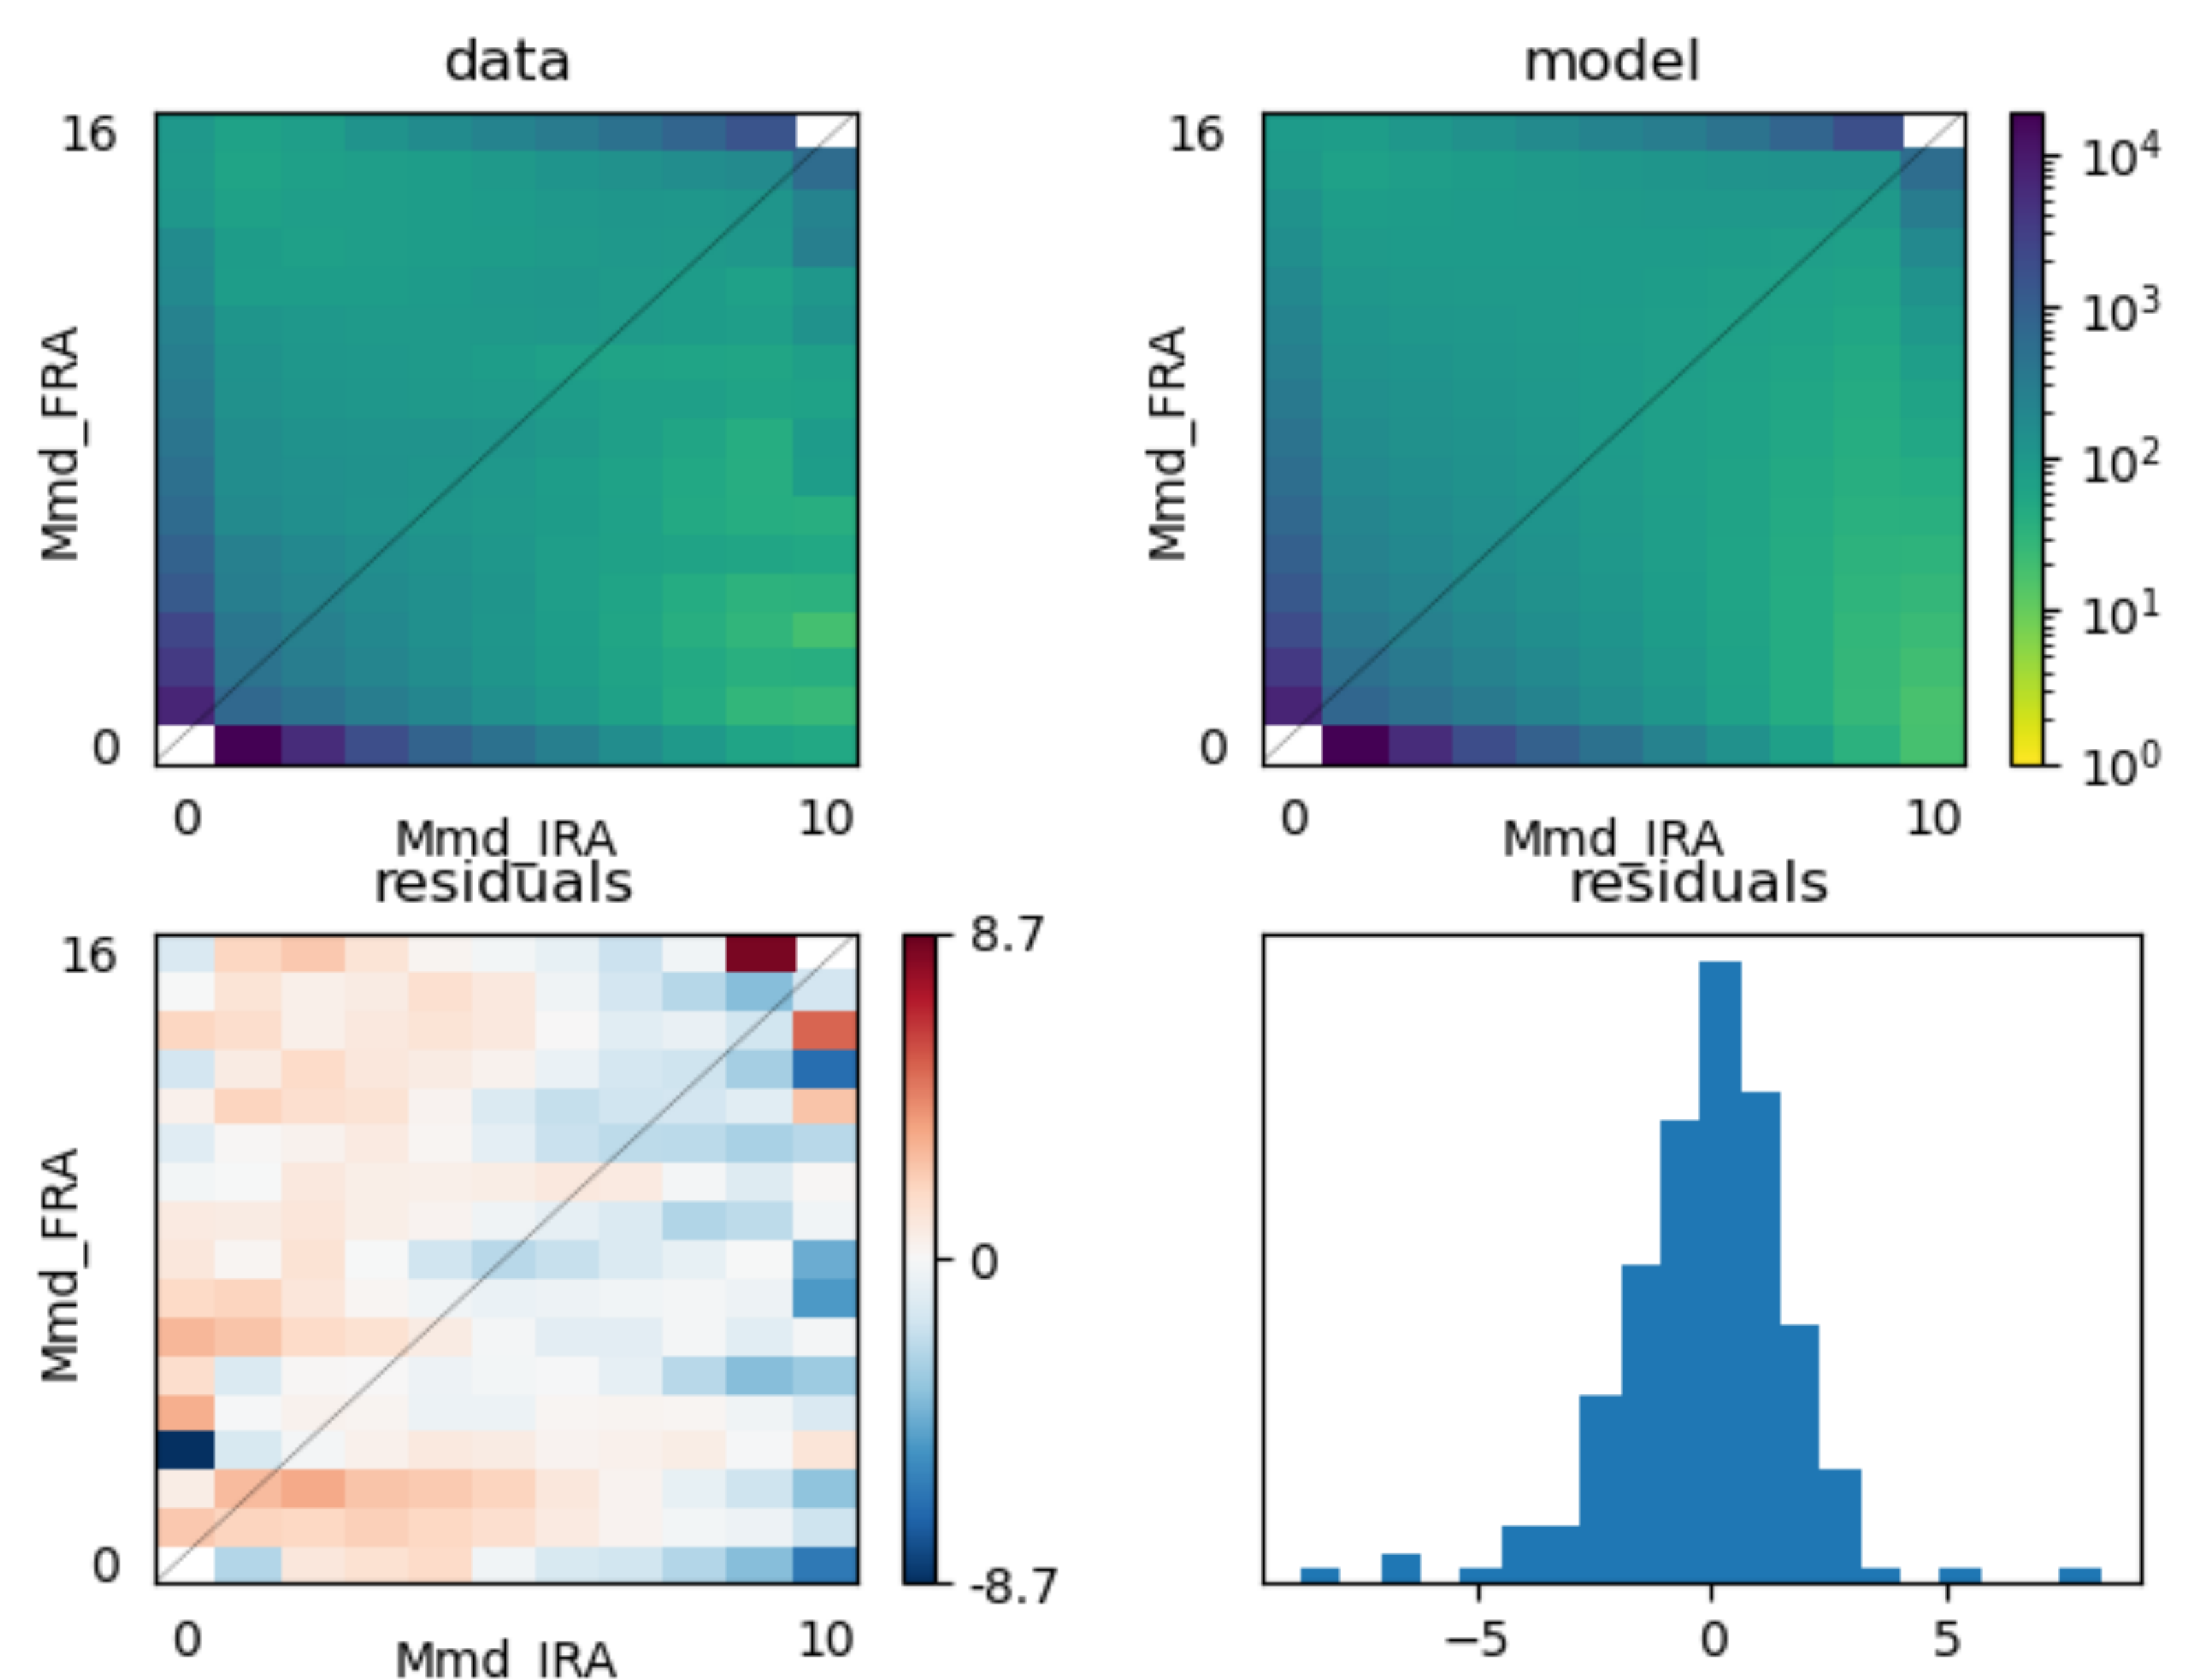 data
16
Mmd_FRA
0
0
10
Mmd_IRA
model
16
Mmd_FRA
0
0
10
Mmd_IRA
10^4
10^3
10^2
10^1
10^0
residuals
16
Mmd_FRA
0
0
10
Mmd_IRA
8.7
0
-8.7
residuals
−5
0
5